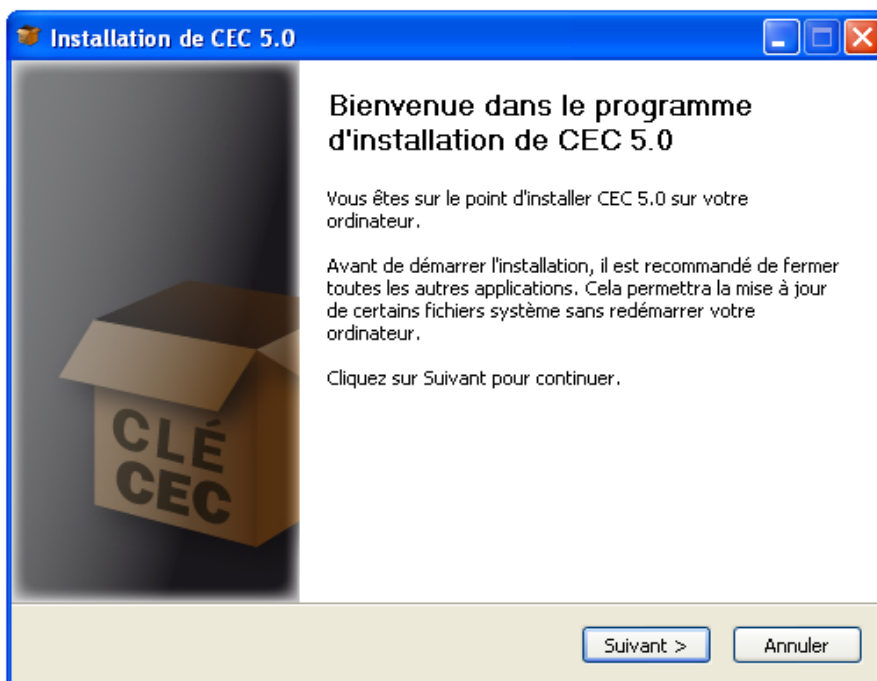 Installation de CEC 5.0
Bienvenue dans le programme
d'installation de CEC 5.0
Vous êtes sur le point d'installer CEC 5.0 sur votre
ordinateur.
Avant de démarrer l'installation, il est recommandé de fermer
toutes les autres applications. Cela permettra la mise à jour
de certains fichiers système sans redémarrer votre
ordinateur.
Cliquez sur Suivant pour continuer.
CLÉ
CEC
Suivant >
Annuler